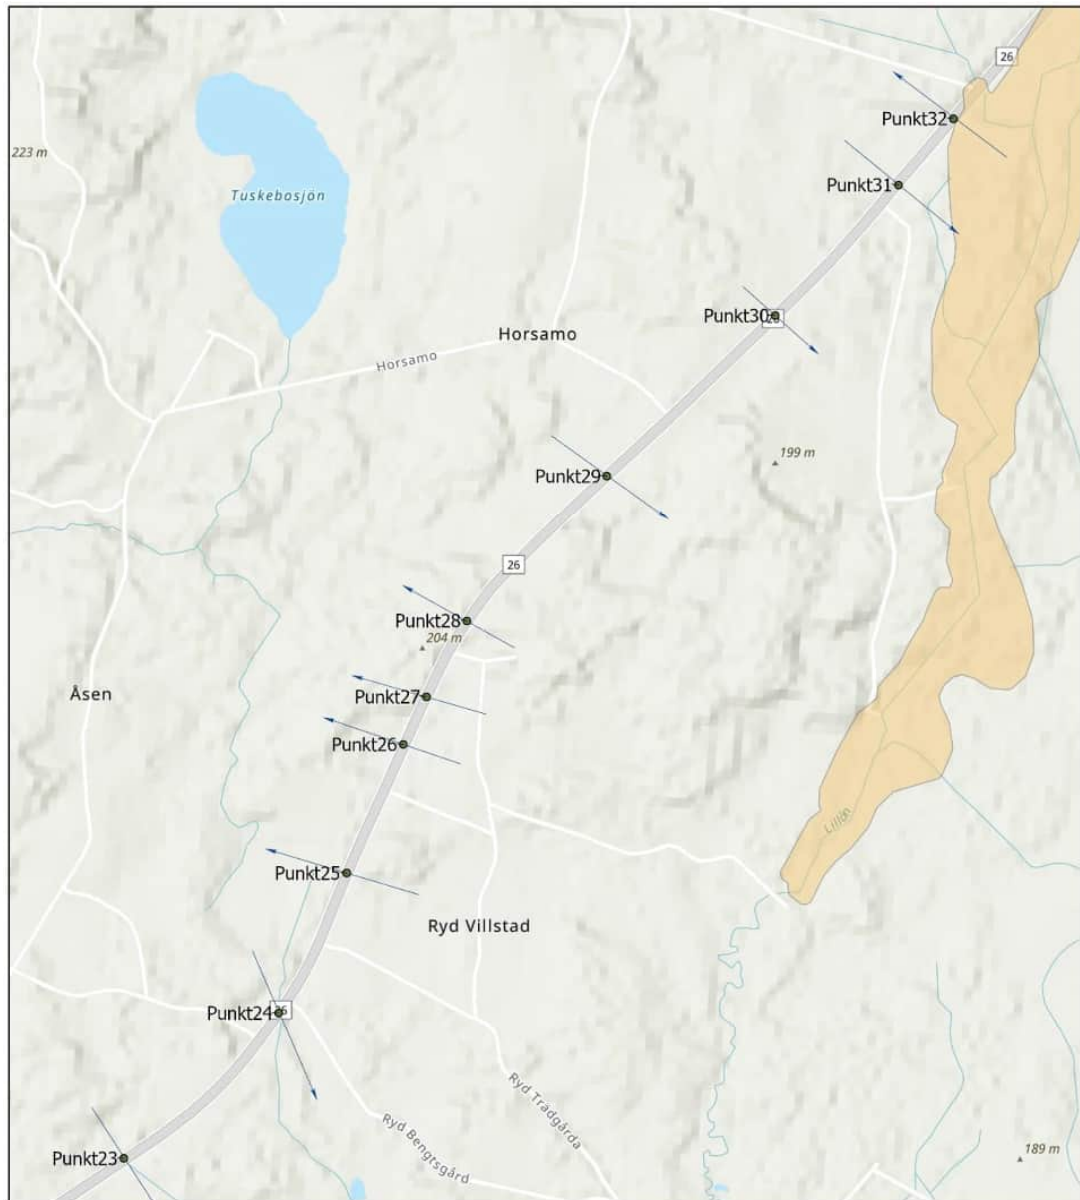 26
Punkt32
223 m
Punkt31
Tuskebosjön
Punkt30
Horsamo
Horsamo
199 m
Punkt29
26
Punkt28
204 m
Åsen
Punkt27
Punkt26
Lillån
Punkt25
Ryd Villstad
Punkt24
Ryd Trädgårda
Ryd Bengtsgård
Punkt23
189 m